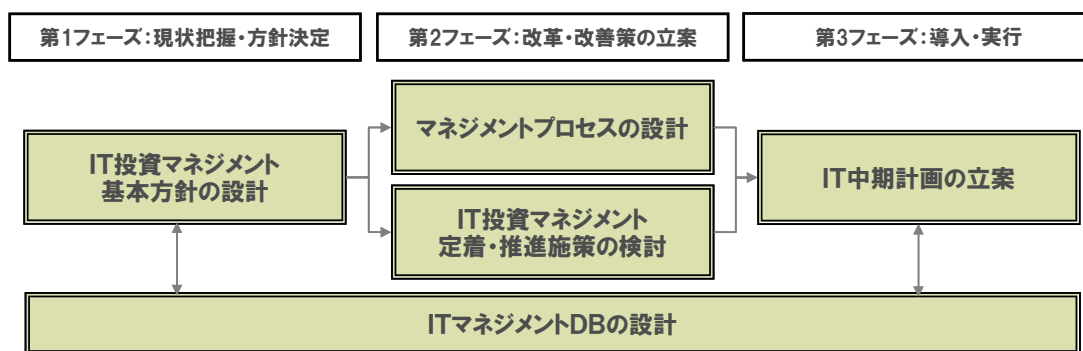 第1フェーズ:現状把握・方針決定
第2フェーズ:改革・改善策の立案
第3フェーズ:導入・実行
マネジメントプロセスの設計
IT投資マネジメント
基本方針の設計
IT中期計画の立案
IT投資マネジメント
定着・推進施策の検討
ITマネジメントDBの設計